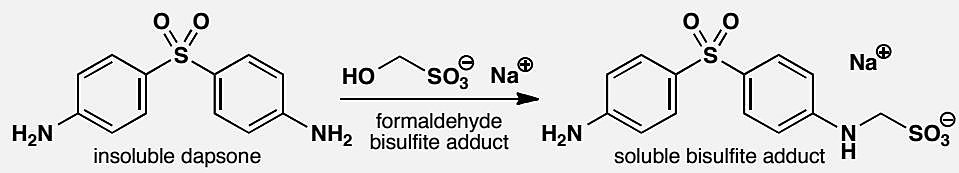 O O
S
H₂N
NH₂
insoluble dapsone
HO
SO₃⊖ Na⊕
formaldehyde
bisulfite adduct
O O
S
Na⊕
H₂N
N
H
SO₃⊖
soluble bisulfite adduct